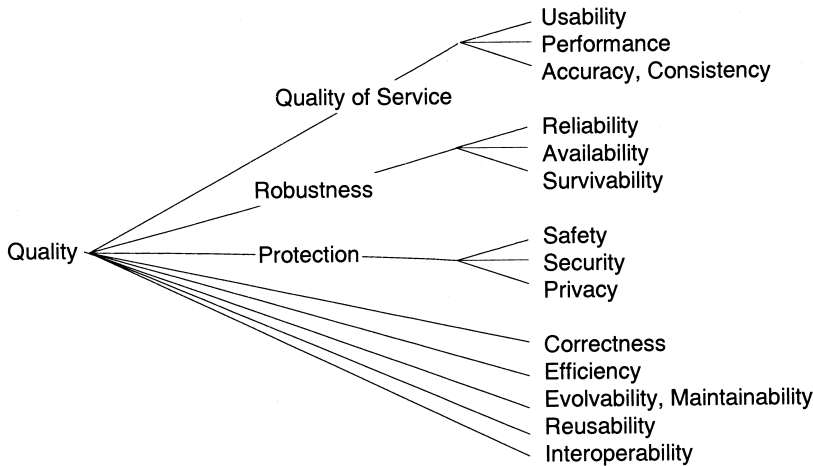 Usability
Performance
Accuracy, Consistency
Quality of Service
Reliability
Availability
Survivability
Robustness
Quality
Protection
Safety
Security
Privacy
Correctness
Efficiency
Evolvability, Maintainability
Reusability
Interoperability